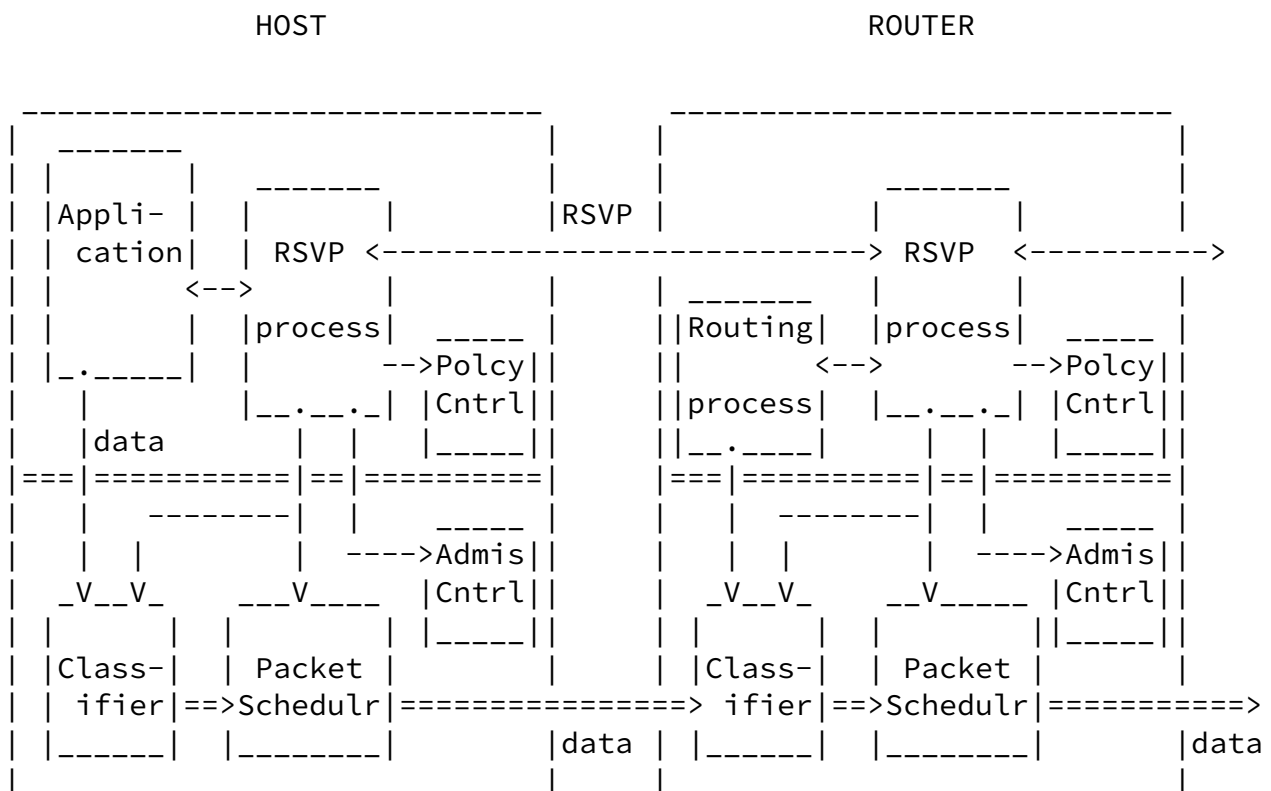 HOST ROUTER
Appli- RSVP
cation RSVP RSVP
process Routing process
Polcy Polcy
Cntrl process Cntrl
data
Admis Admis
Cntrl Cntrl
Class- Packet Class- Packet
ifier Schedulr ifier Schedulr
data data